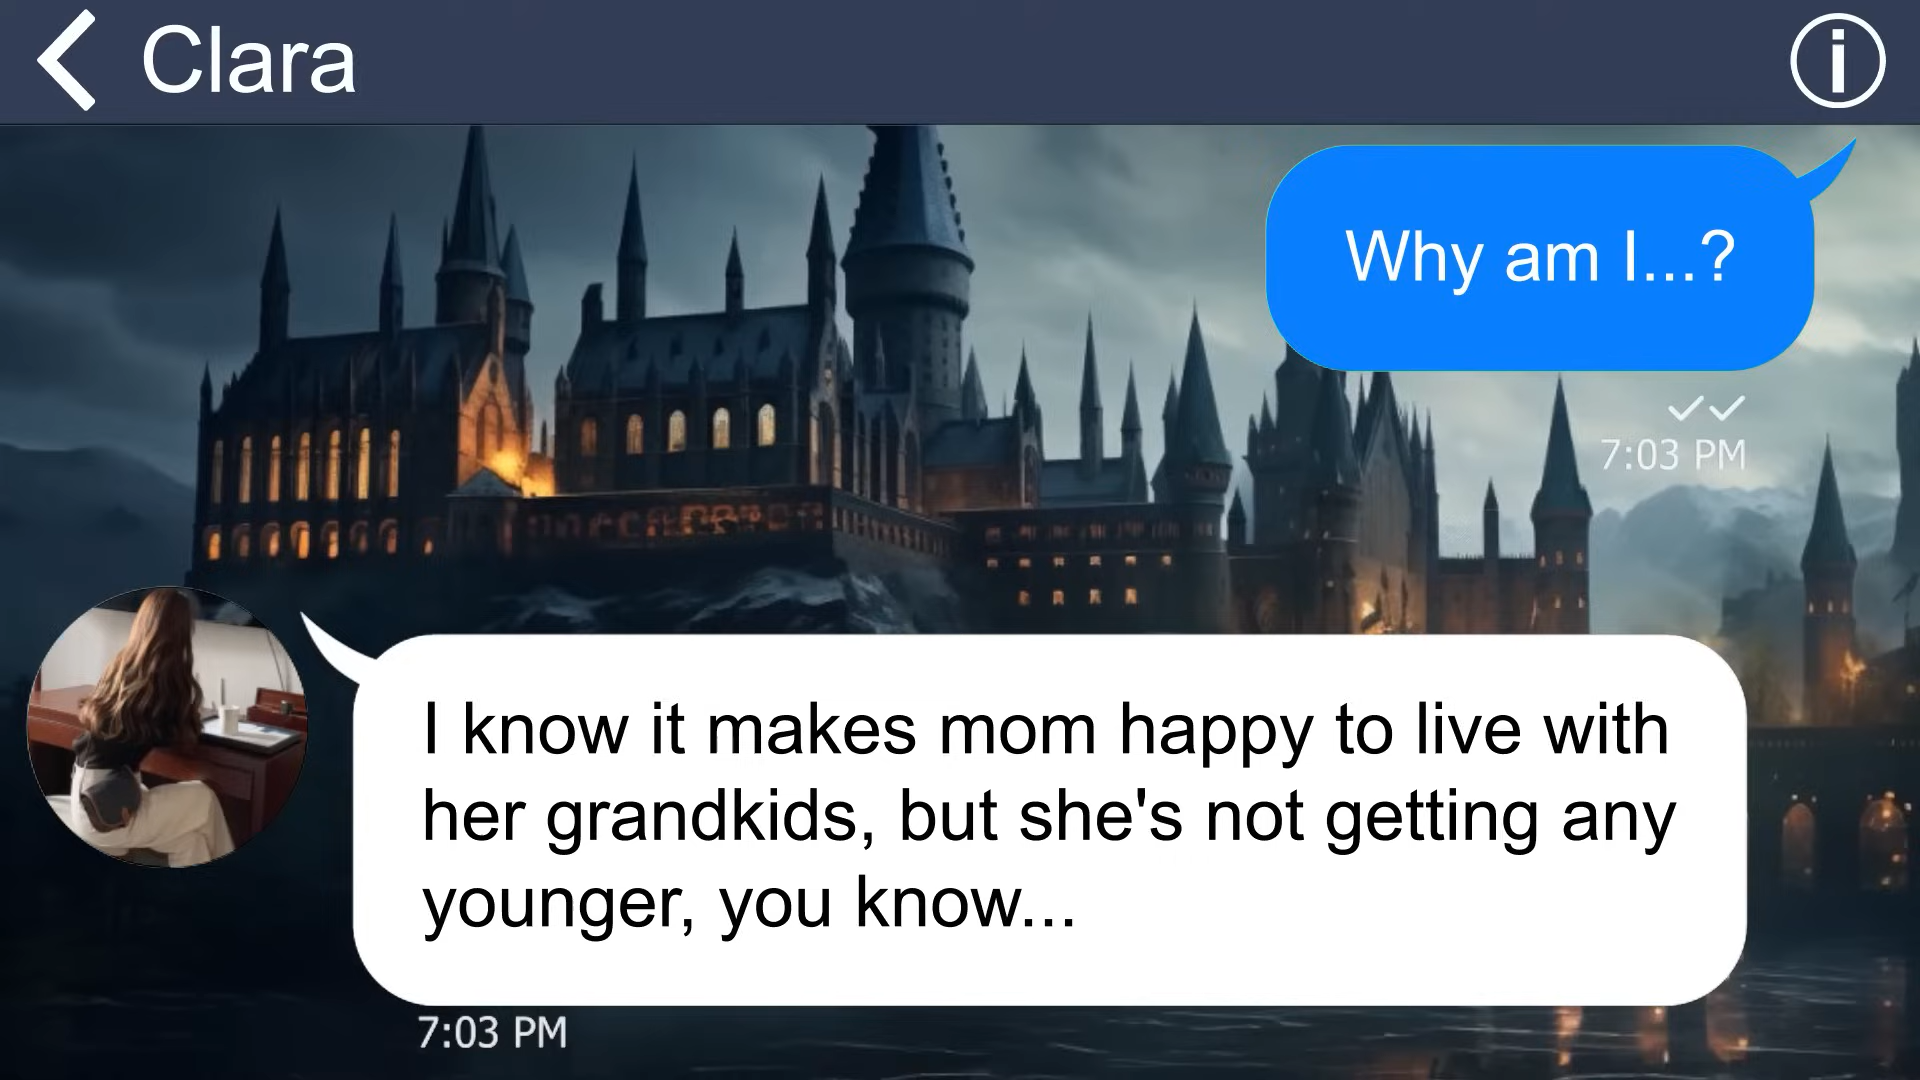 Clara
Why am I...?
7:03 PM
I know it makes mom happy to live with
her grandkids, but she's not getting any
younger, you know...
7:03 PM